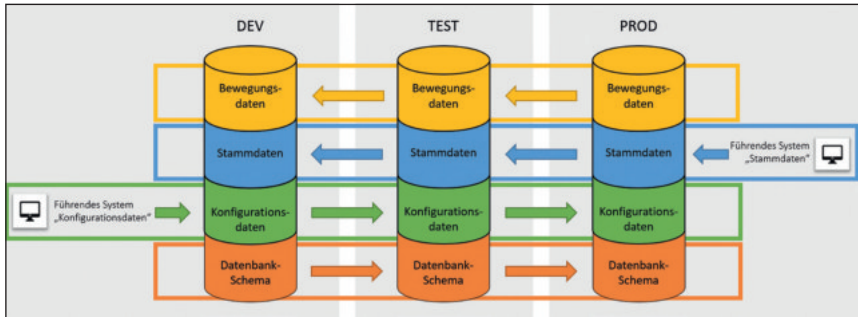 DEV
TEST
PROD
Bewegungs-
daten
Bewegungs-
daten
Bewegungs-
daten
Stammdaten
Stammdaten
Stammdaten
Führendes System
„Stammdaten“
Führendes System
„Konfigurationsdaten“
Konfigurations-
daten
Konfigurations-
daten
Konfigurations-
daten
Datenbank-
Schema
Datenbank-
Schema
Datenbank-
Schema